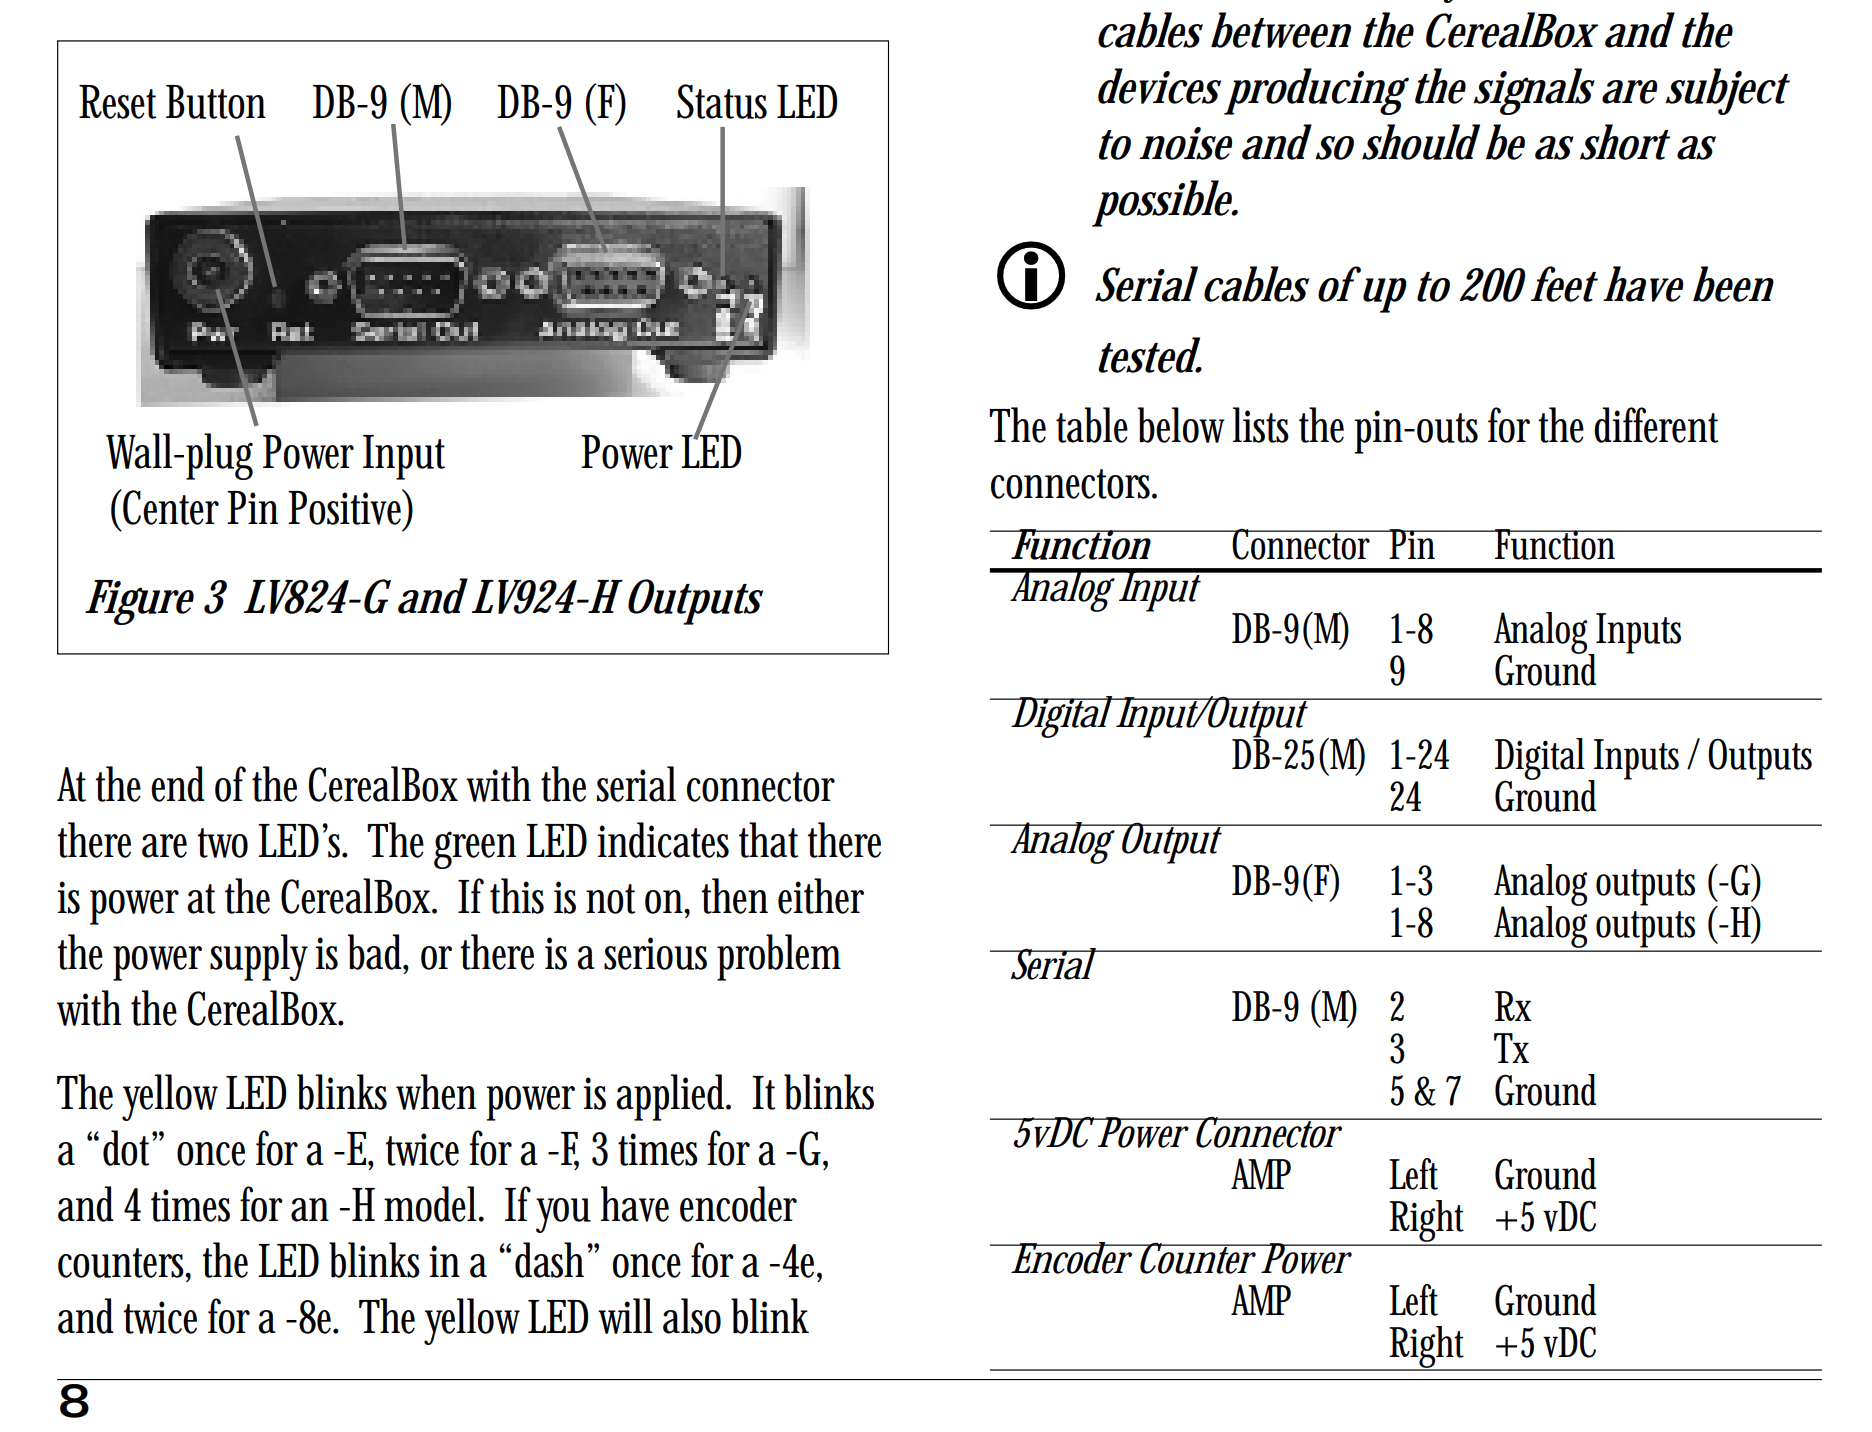 Reset Button DB-9 (M) DB-9 (F) Status LED
Pwr Rst Serial Out Analog Out
Wall-plug Power Input Power LED
(Center Pin Positive)
Figure 3 LV824-G and LV924-H Outputs
At the end of the CerealBox with the serial connector
there are two LED’s. The green LED indicates that there
is power at the CerealBox. If this is not on, then either
the power supply is bad, or there is a serious problem
with the CerealBox.
The yellow LED blinks when power is applied. It blinks
a “dot” once for a -E, twice for a -F, 3 times for a -G,
and 4 times for an -H model. If you have encoder
counters, the LED blinks in a “dash” once for a -4e,
and twice for a -8e. The yellow LED will also blink
cables between the CerealBox and the
devices producing the signals are subject
to noise and so should be as short as
possible.
Serial cables of up to 200 feet have been
tested.
The table below lists the pin-outs for the different
connectors.
Function Connector Pin Function
Analog Input
DB-9(M) 1-8 Analog Inputs
9 Ground
Digital Input/Output
DB-25(M) 1-24 Digital Inputs / Outputs
24 Ground
Analog Output
DB-9(F) 1-3 Analog outputs (-G)
1-8 Analog outputs (-H)
Serial
DB-9 (M) 2 Rx
3 Tx
5 & 7 Ground
5vDC Power Connector
AMP Left Ground
Right +5 vDC
Encoder Counter Power
AMP Left Ground
Right +5 vDC
8